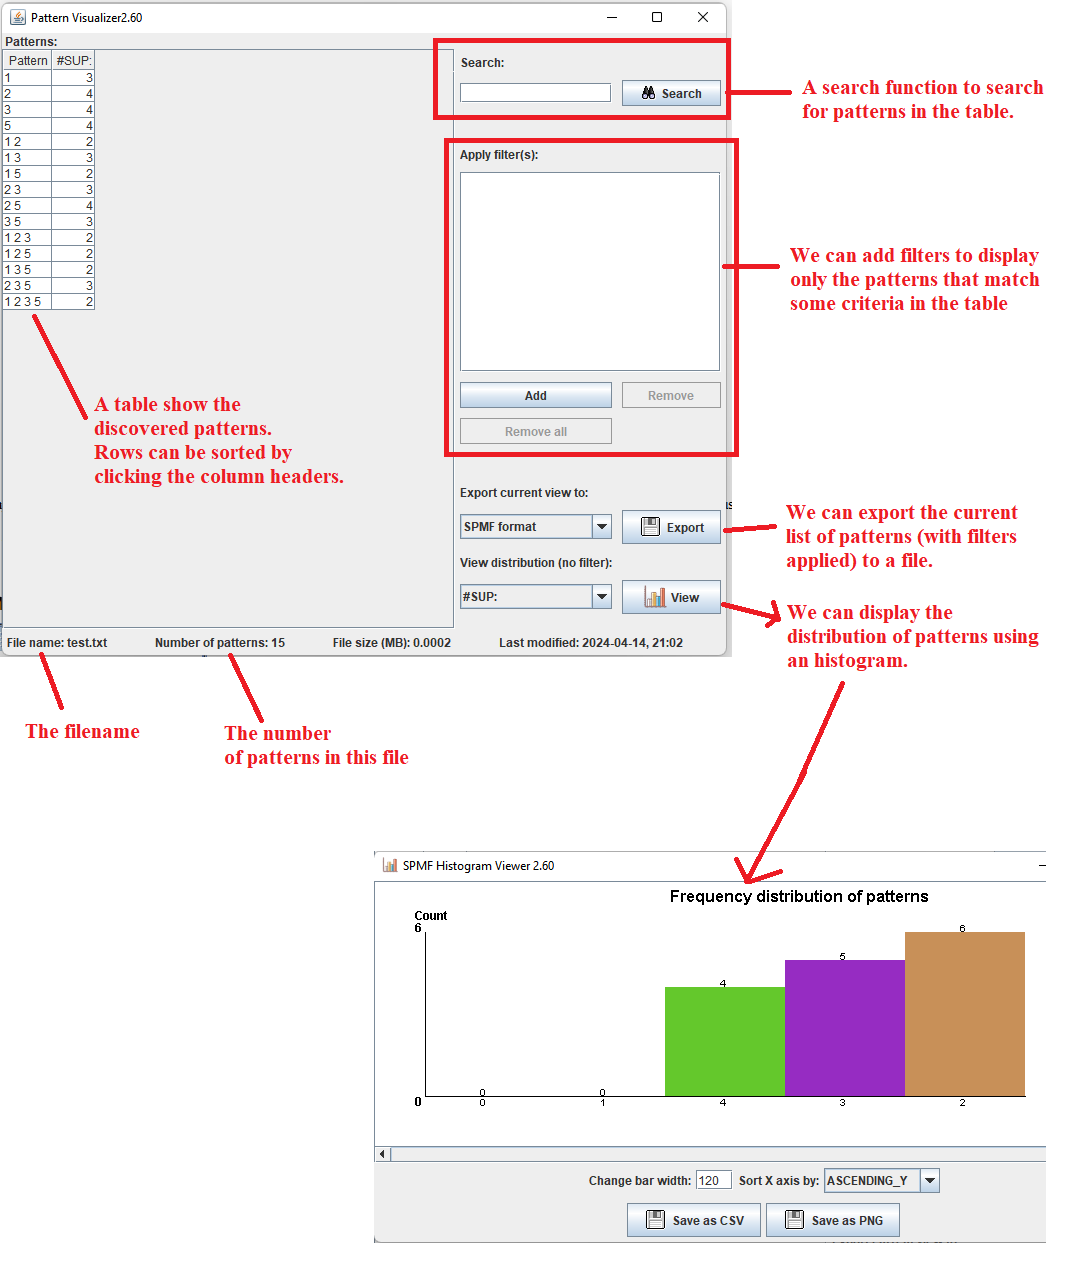 Pattern Visualizer2.60
Patterns:
Pattern #SUP:
1 3
2 4
3 4
5 4
1 2 2
1 3 3
1 5 2
2 3 3
2 5 4
3 5 3
1 2 3 2
1 2 5 2
1 3 5 2
2 3 5 3
1 2 3 5 2
Search:
Search
A search function to search
for patterns in the table.
Apply filter(s):
We can add filters to display
only the patterns that match
some criteria in the table
Add Remove
Remove all
A table show the
discovered patterns.
Rows can be sorted by
clicking the column headers.
Export current view to:
SPMF format Export
We can export the current
list of patterns (with filters
applied) to a file.
View distribution (no filter):
#SUP: View
We can display the
distribution of patterns using
an histogram.
File name: test.txt Number of patterns: 15 File size (MB): 0.0002 Last modified: 2024-04-14, 21:02
The filename
The number
of patterns in this file
SPMF Histogram Viewer 2.60
Frequency distribution of patterns
Count
6
0
0 0 4 5 6
0 1 4 3 2
Change bar width: 120 Sort X axis by: ASCENDING_Y
Save as CSV Save as PNG